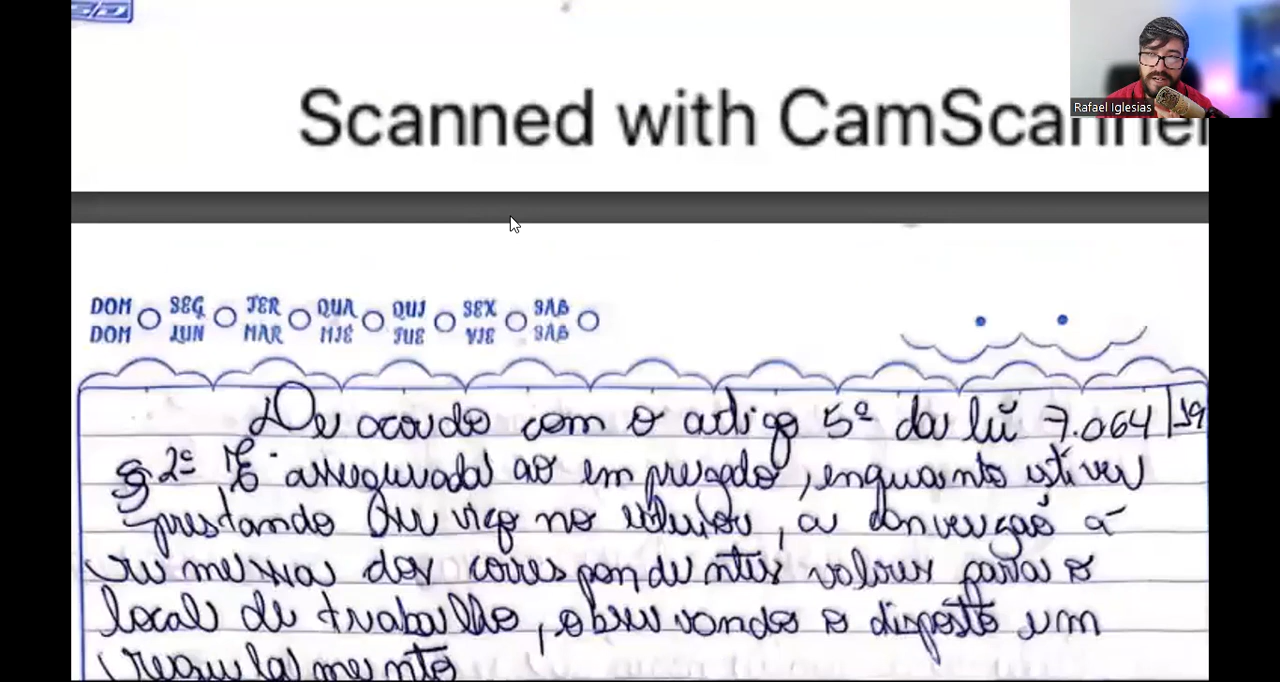 Scanned with CamScanner
Rafael Iglesias
DOM SEG TER QUA QUI SEX SAB
DOM LUN MAR MIE JUE VIE SAB
De acordo com o artigo 5º da lei 7.064/
§ 2º É assegurada ao empregado, enquanto estiver
prestando serviço no exterior, a conversão à
remessa dos correspondentes valores para o
local de trabalho, observando o disposto em
regulamento